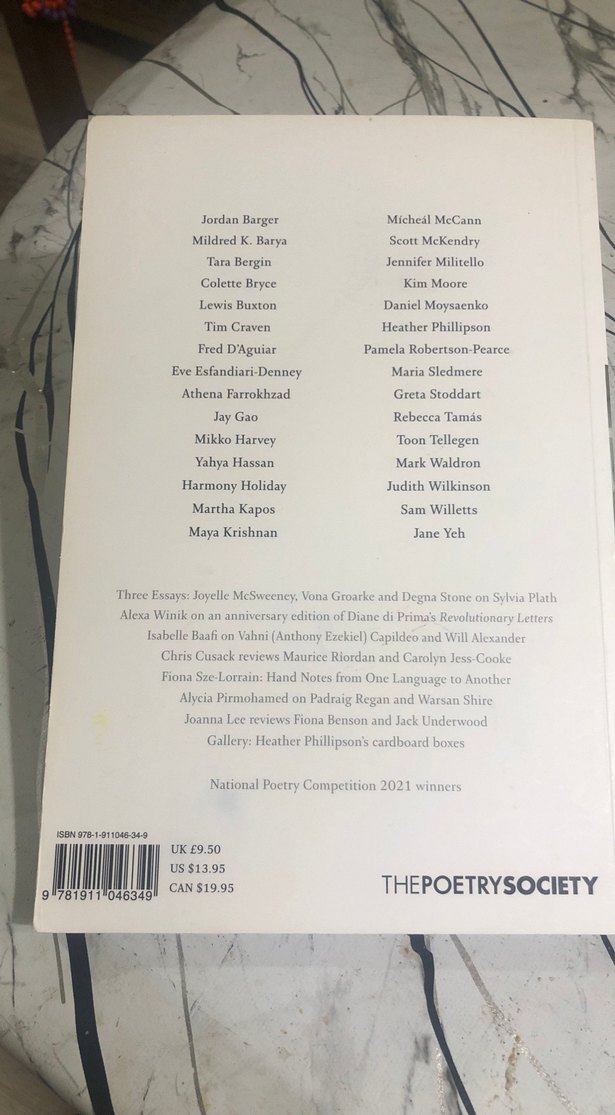 Jordan Barger
Mildred K. Barya
Tara Bergin
Colette Bryce
Lewis Buxton
Tim Craven
Fred D'Aguiar
Eve Esfandiari-Denney
Athena Farrokhzad
Jay Gao
Mikko Harvey
Yahya Hassan
Harmony Holiday
Martha Kapos
Maya Krishnan
Mícheál McCann
Scott McKendry
Jennifer Militello
Kim Moore
Daniel Moysaenko
Heather Phillipson
Pamela Robertson-Pearce
Maria Sledmere
Greta Stoddart
Rebecca Tamás
Toon Tellegen
Mark Waldron
Judith Wilkinson
Sam Willetts
Jane Yeh
Three Essays: Joyelle McSweeney, Vona Groarke and Degna Stone on Sylvia Plath
Alexa Winik on an anniversary edition of Diane di Prima's Revolutionary Letters
Isabelle Baafi on Vahni (Anthony Ezekiel) Capildeo and Will Alexander
Chris Cusack reviews Maurice Riordan and Carolyn Jess-Cooke
Fiona Sze-Lorrain: Hand Notes from One Language to Another
Alycia Pirmohamed on Padraig Regan and Warsan Shire
Joanna Lee reviews Fiona Benson and Jack Underwood
Gallery: Heather Phillipson's cardboard boxes
National Poetry Competition 2021 winners
ISBN 978-1-911046-34-9
9 781911 046349
UK £9.50
US $13.95
CAN $19.95
THEPOETRYSOCIETY